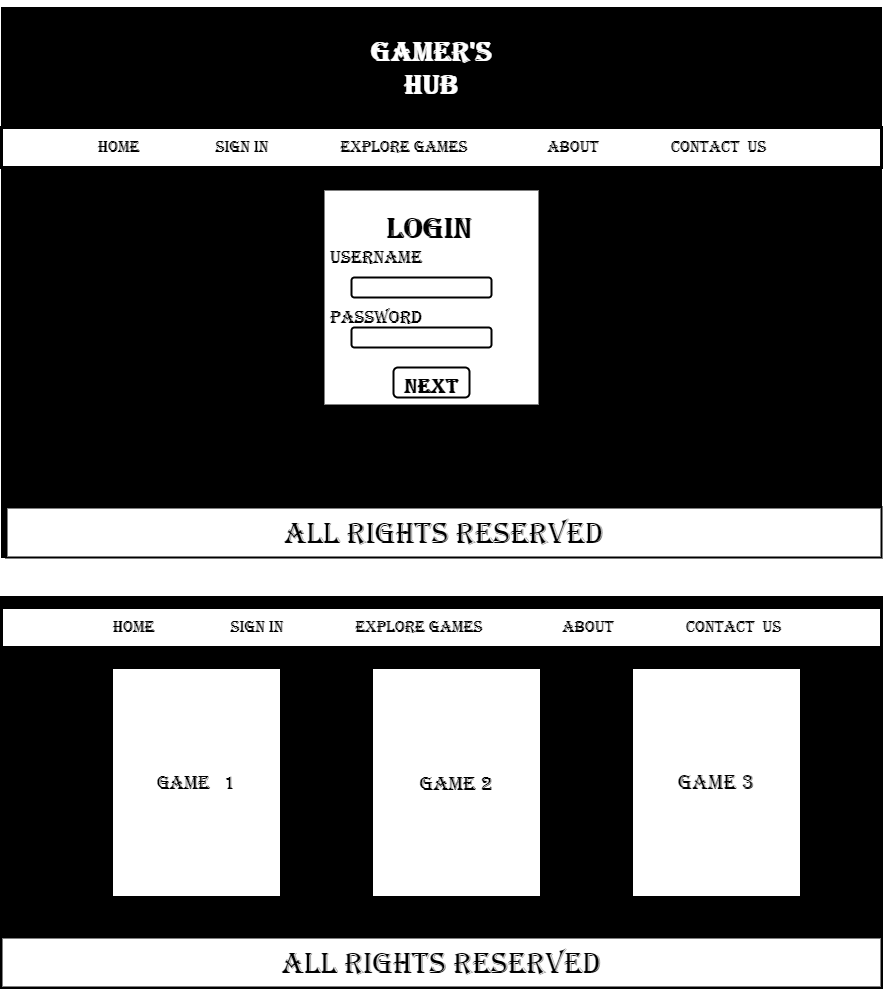 GAMER'S
HUB
HOME SIGN IN EXPLORE GAMES ABOUT CONTACT US
LOGIN
USERNAME
PASSWORD
NEXT
ALL RIGHTS RESERVED
HOME SIGN IN EXPLORE GAMES ABOUT CONTACT US
GAME 1 GAME 2 GAME 3
ALL RIGHTS RESERVED